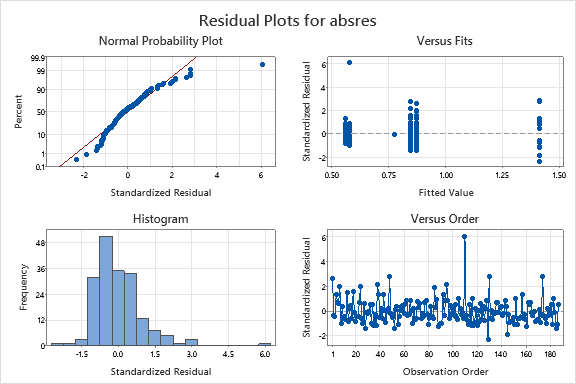 Residual Plots for absres
Normal Probability Plot
99.9
99
90
50
10
1
0.1
Percent
-2 0 2 4 6
Standardized Residual
Versus Fits
6
4
2
0
-2
Standardized Residual
0.50 0.75 1.00 1.25 1.50
Fitted Value
Histogram
48
36
24
12
0
Frequency
-1.5 0.0 1.5 3.0 4.5 6.0
Standardized Residual
Versus Order
6
4
2
0
-2
Standardized Residual
1 20 40 60 80 100 120 140 160 180
Observation Order